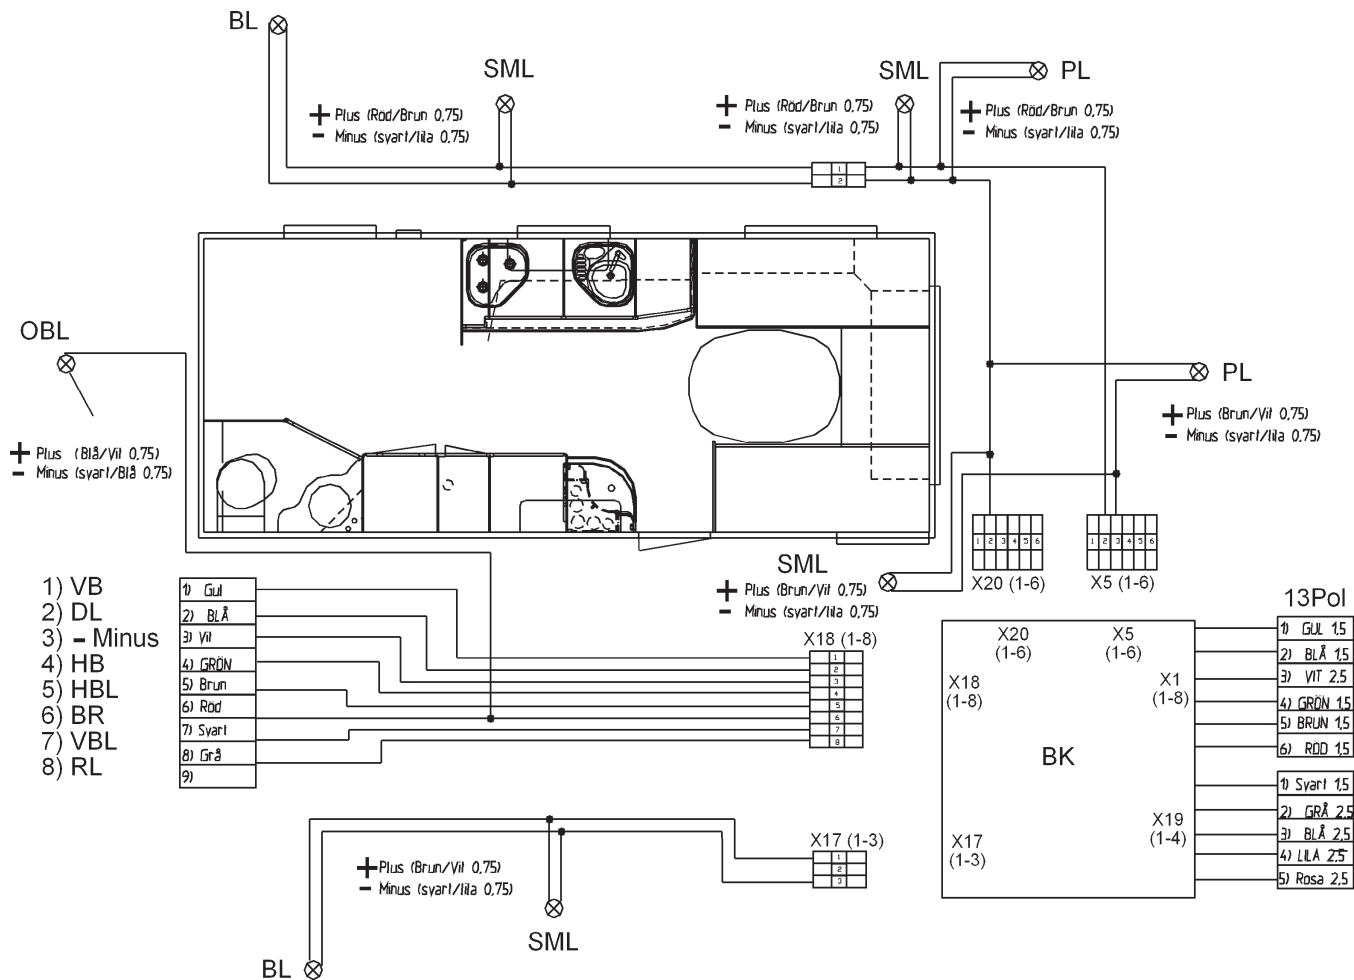 BL
SML
SML
PL
+ Plus (Röd/Brun 0,75)
- Minus (svart/lila 0,75)
+ Plus (Röd/Brun 0,75)
- Minus (svart/lila 0,75)
+ Plus (Röd/Brun 0,75)
- Minus (svart/lila 0,75)
1
2
OBL
+ Plus (Blå/Vit 0,75)
- Minus (svart/Blå 0,75)
PL
+ Plus (Brun/Vit 0,75)
- Minus (svart/lila 0,75)
1 2 3 4 5 6
X20 (1-6)
1 2 3 4 5 6
X5 (1-6)
SML
+ Plus (Brun/Vit 0,75)
- Minus (svart/lila 0,75)
1) VB
2) DL
3) - Minus
4) HB
5) HBL
6) BR
7) VBL
8) RL
1) Gul
2) BLÅ
3) Vit
4) GRÖN
5) Brun
6) Röd
7) Svart
8) Grå
9)
X18 (1-8)
1
2
3
4
5
6
7
8
X20
(1-6)
X5
(1-6)
X18
(1-8)
X1
(1-8)
BK
X17
(1-3)
X19
(1-4)
13Pol
1) GUL 1,5
2) BLÅ 1,5
3) VIT 2,5
4) GRÖN 1,5
5) BRUN 1,5
6) RÖD 1,5
1) Svart 1,5
2) GRÅ 2,5
3) BLÅ 2,5
4) LILA 2,5
5) Rosa 2,5
X17 (1-3)
1
2
3
+ Plus (Brun/Vit 0,75)
- Minus (svart/lila 0,75)
SML
BL